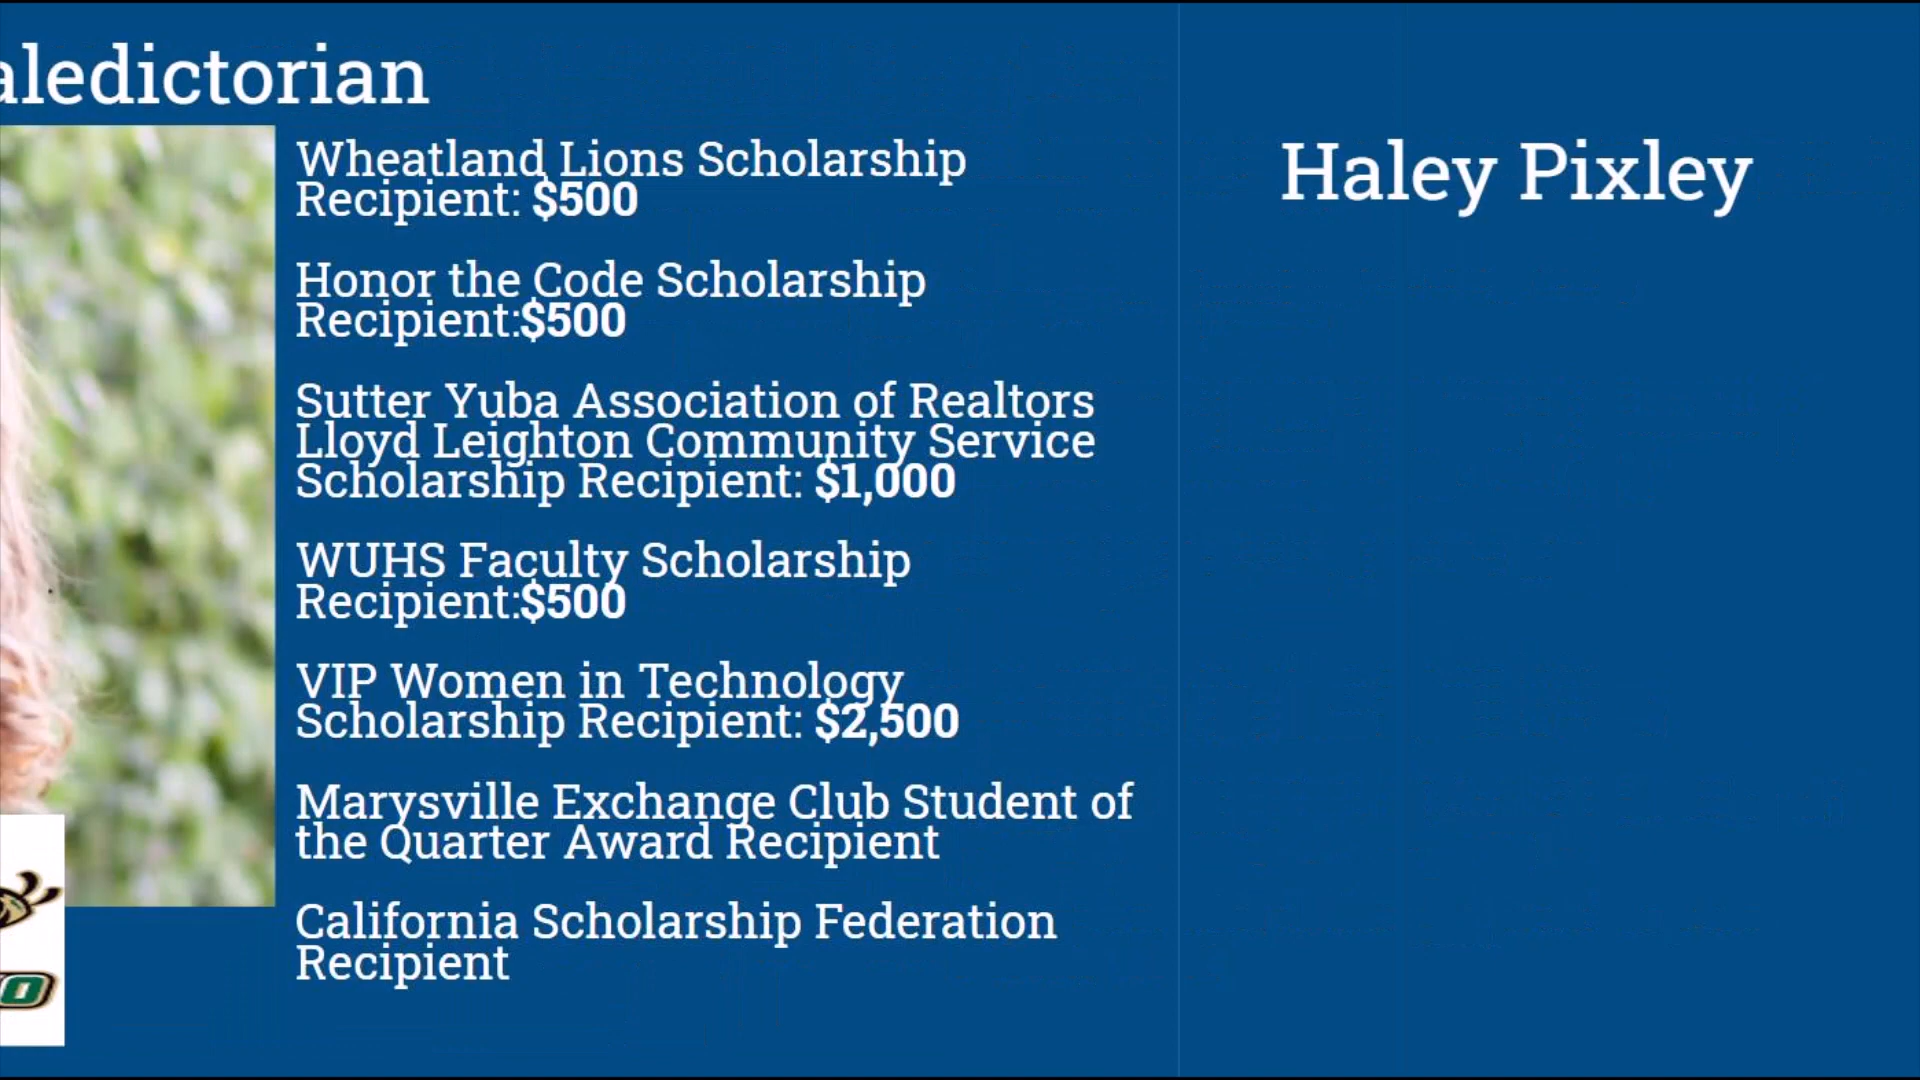 aledictorian
Wheatland Lions Scholarship
Recipient: $500
Honor the Code Scholarship
Recipient:$500
Sutter Yuba Association of Realtors
Lloyd Leighton Community Service
Scholarship Recipient: $1,000
WUHS Faculty Scholarship
Recipient:$500
VIP Women in Technology
Scholarship Recipient: $2,500
Marysville Exchange Club Student of
the Quarter Award Recipient
California Scholarship Federation
Recipient
Haley Pixley